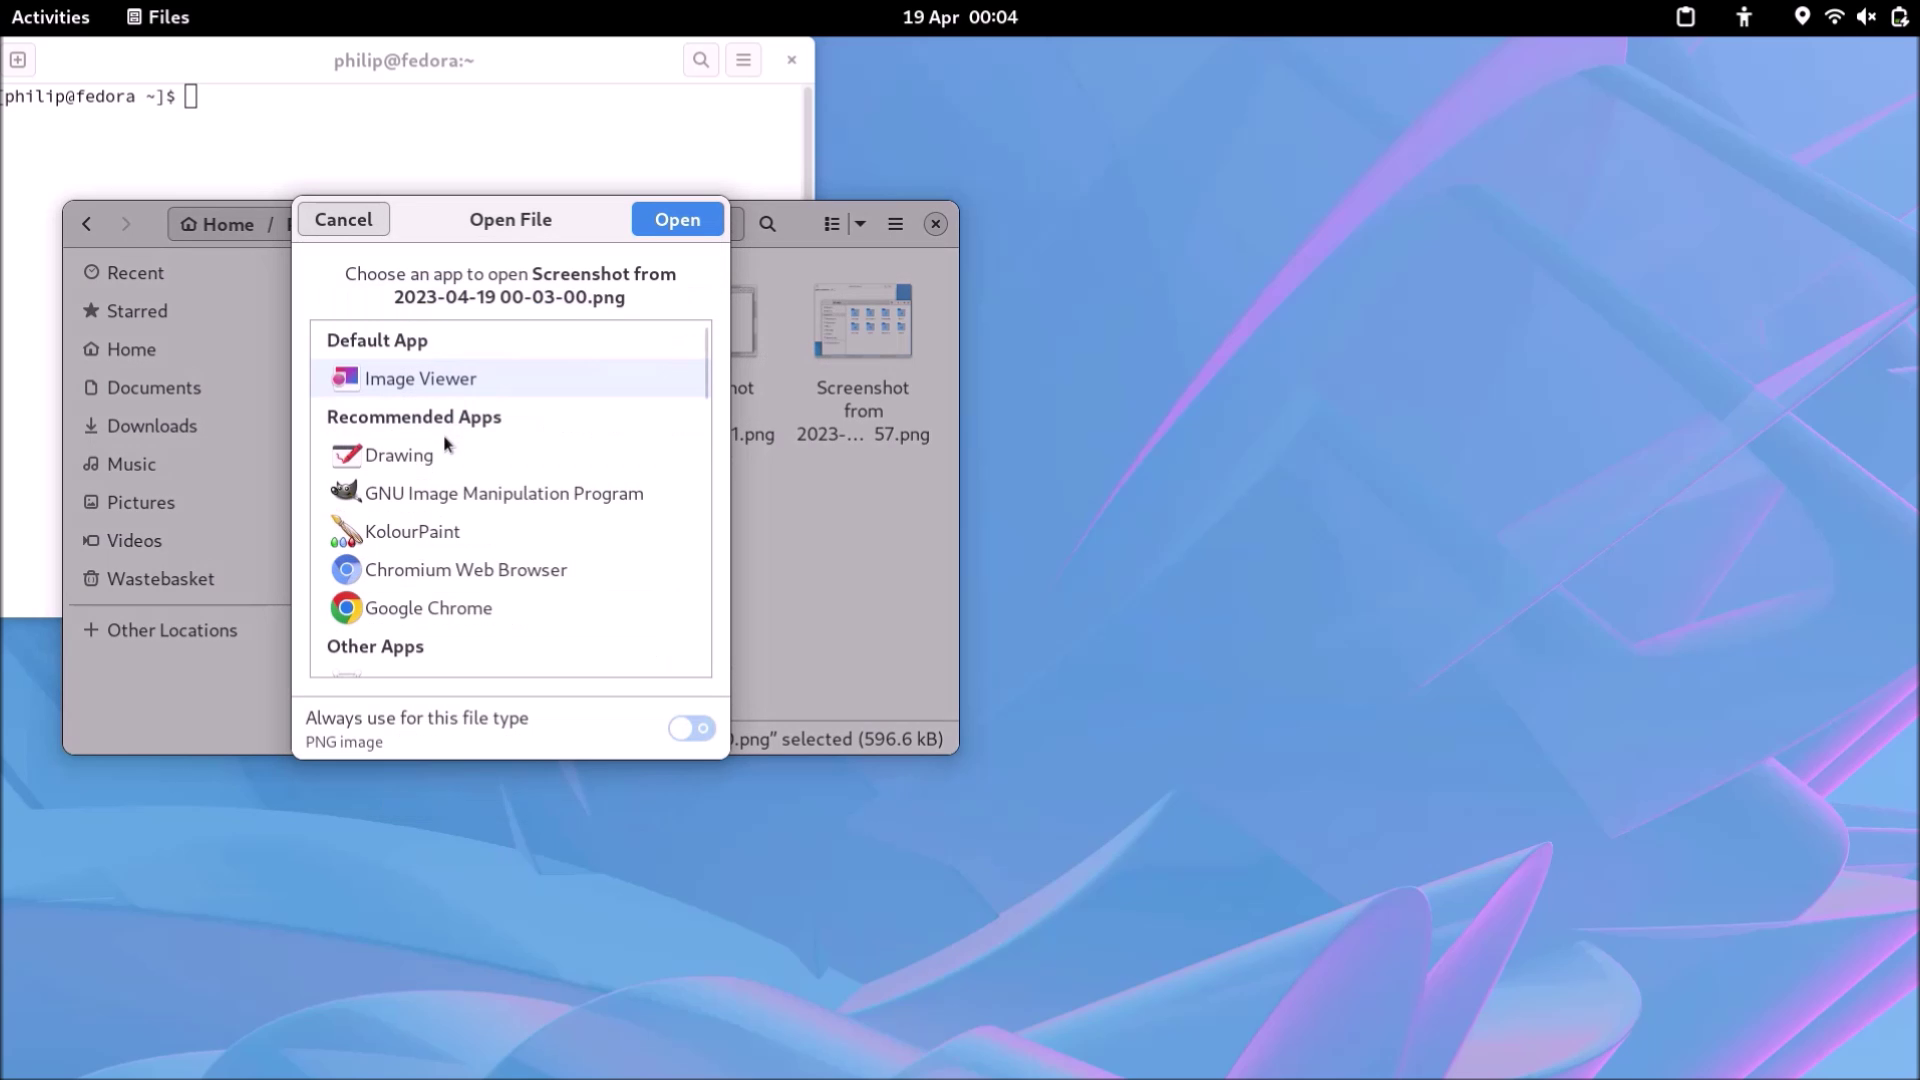 Activities
Files
19 Apr 00:04
philip@fedora:~
philip@fedora ~]$
Home /
Recent
Starred
Home
Documents
Downloads
Music
Pictures
Videos
Wastebasket
Other Locations
Cancel
Open File
Open
Choose an app to open Screenshot from
2023-04-19 00-03-00.png
Default App
Image Viewer
Recommended Apps
Drawing
GNU Image Manipulation Program
KolourPaint
Chromium Web Browser
Google Chrome
Other Apps
Always use for this file type
PNG image
1.png
Screenshot
from
2023-… 57.png
.png” selected (596.6 kB)